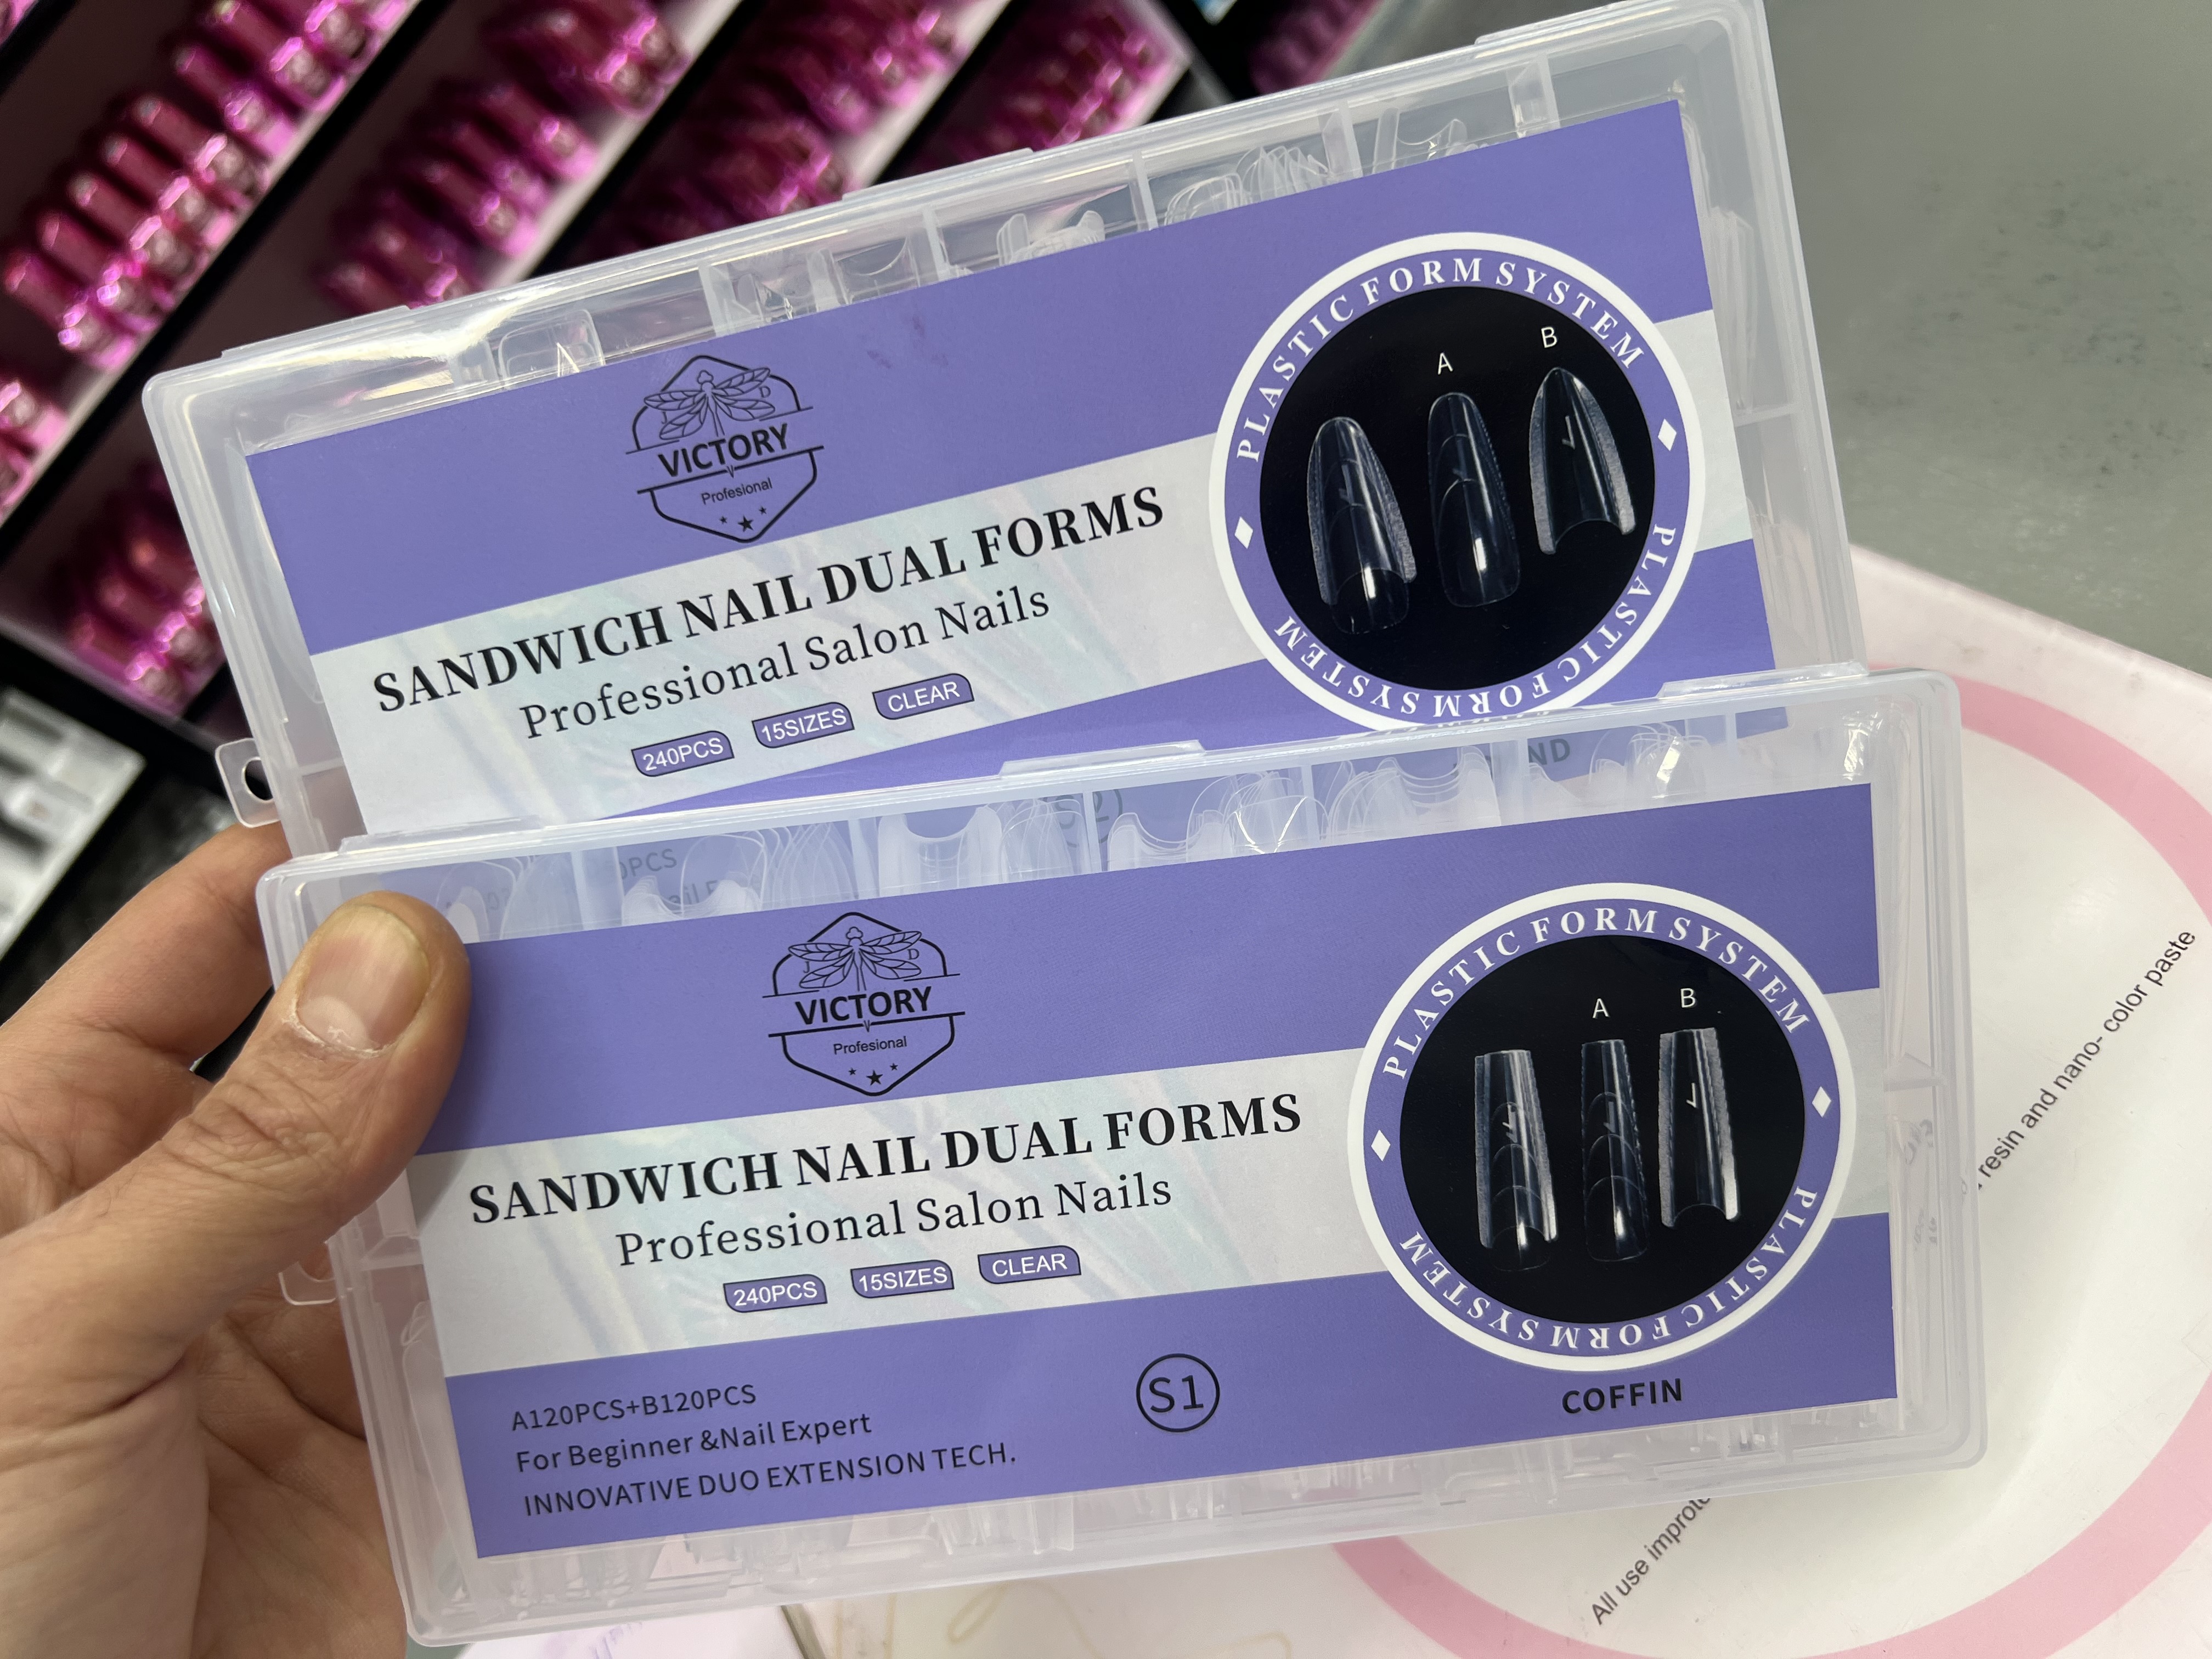 VICTORY
Profesional
SANDWICH NAIL DUAL FORMS
Professional Salon Nails
240PCS
15SIZES
CLEAR
PLASTIC FORM SYSTEM
PLASTIC FORM SYSTEM
A
B
VICTORY
Profesional
SANDWICH NAIL DUAL FORMS
Professional Salon Nails
240PCS
15SIZES
CLEAR
A120PCS+B120PCS
For Beginner &Nail Expert
INNOVATIVE DUO EXTENSION TECH.
S1
PLASTIC FORM SYSTEM
PLASTIC FORM SYSTEM
A
B
COFFIN
resin and nano- color paste
All use